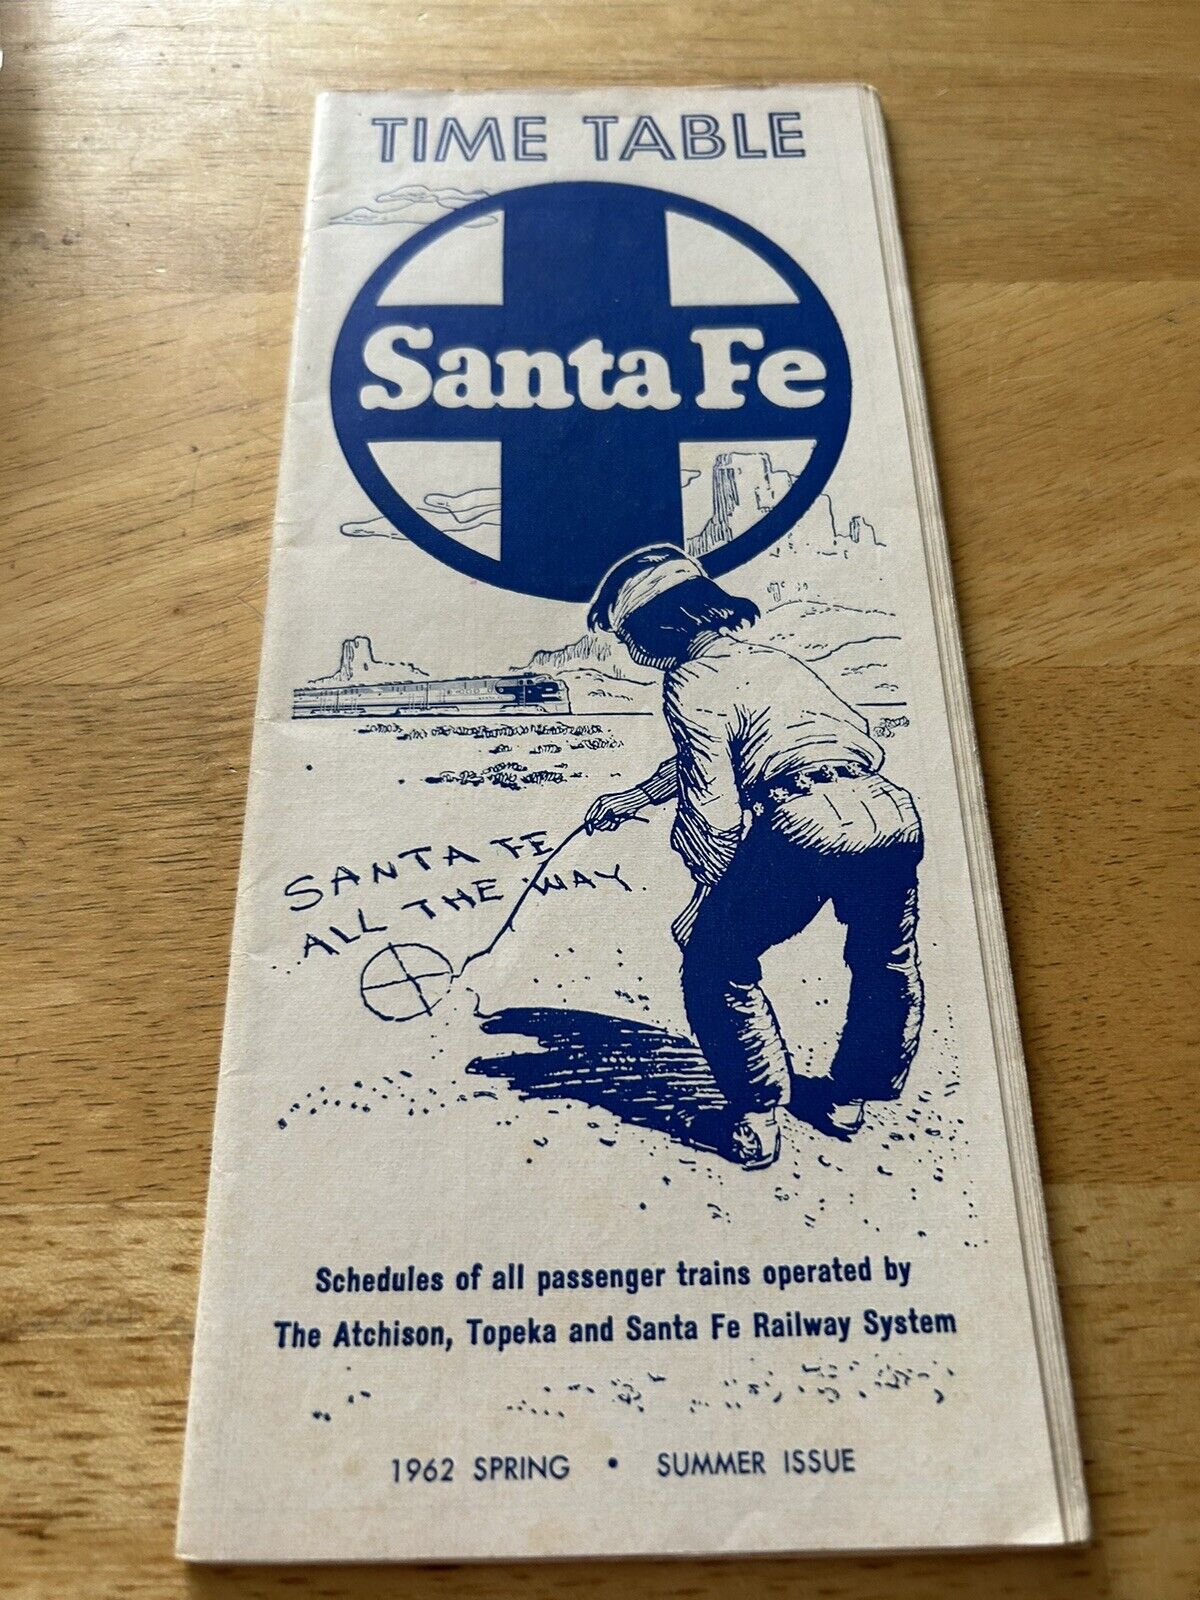 TIME TABLE
Santa Fe
SANTA FE
ALL THE WAY.
Schedules of all passenger trains operated by
The Atchison, Topeka and Santa Fe Railway System
1962 SPRING • SUMMER ISSUE